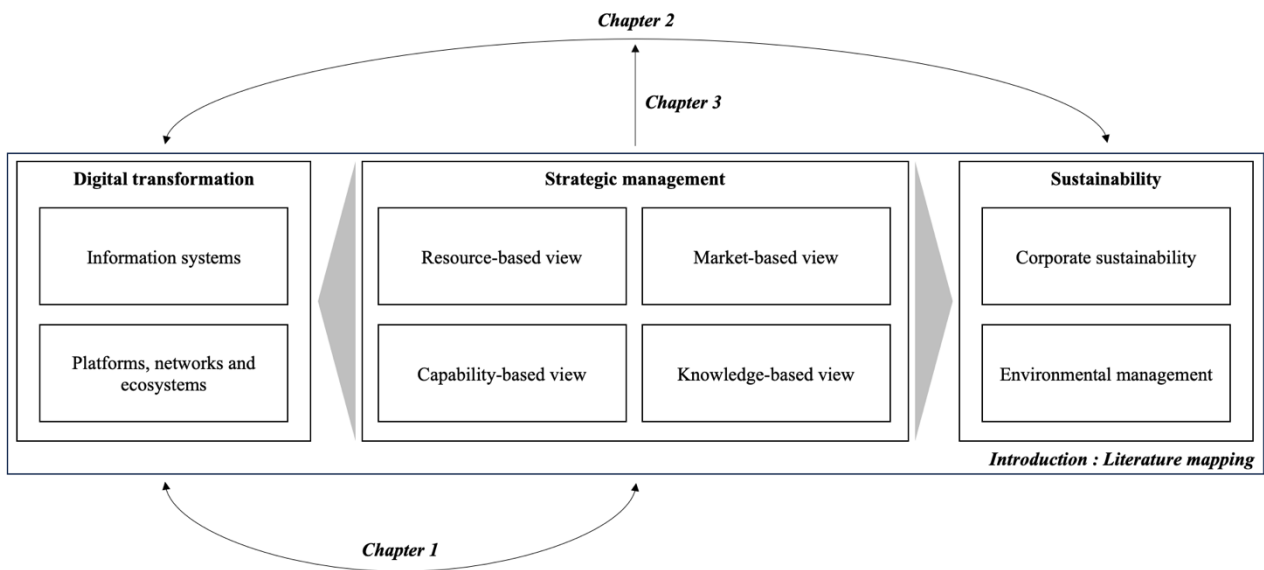 Chapter 2
Chapter 3
Digital transformation
Information systems
Platforms, networks and
ecosystems
Strategic management
Resource-based view
Market-based view
Capability-based view
Knowledge-based view
Sustainability
Corporate sustainability
Environmental management
Introduction : Literature mapping
Chapter 1